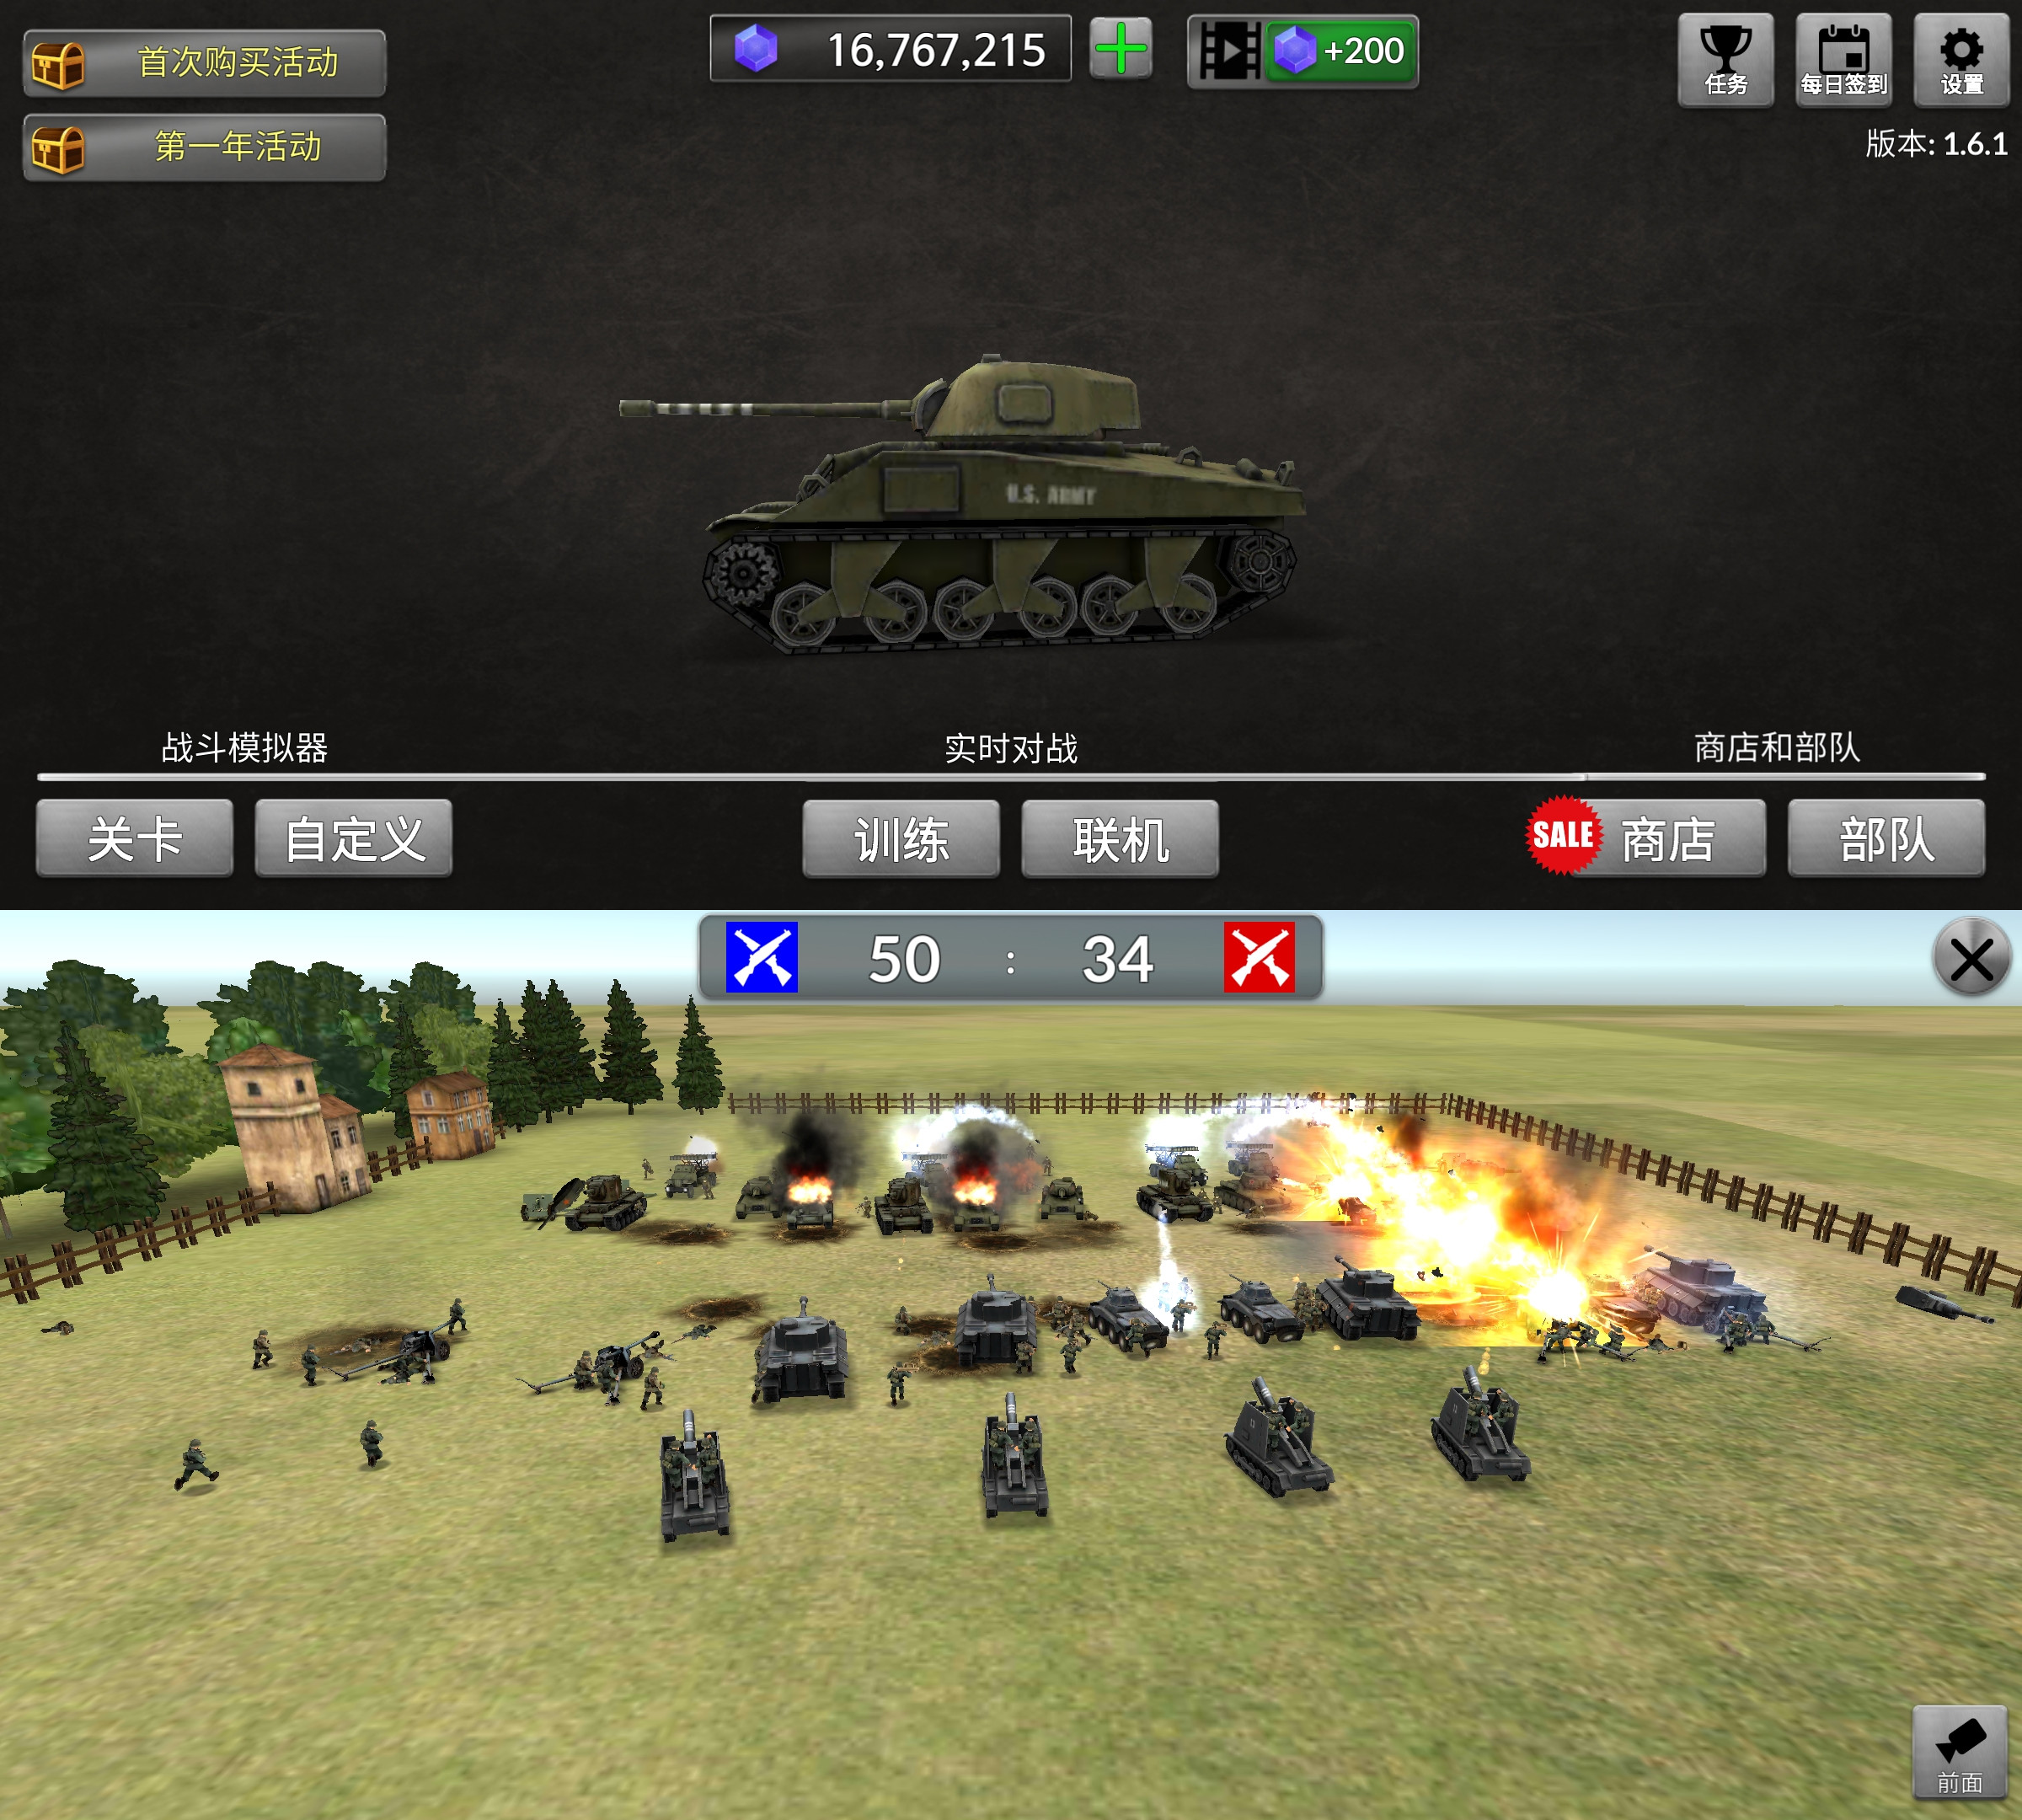 首次购买活动
16,767,215
+200
任务
每日签到
设置
第一年活动
版本: 1.6.1
U.S. ARMY
战斗模拟器
实时对战
商店和部队
关卡
自定义
训练
联机
SALE
商店
部队
50 : 34
前面